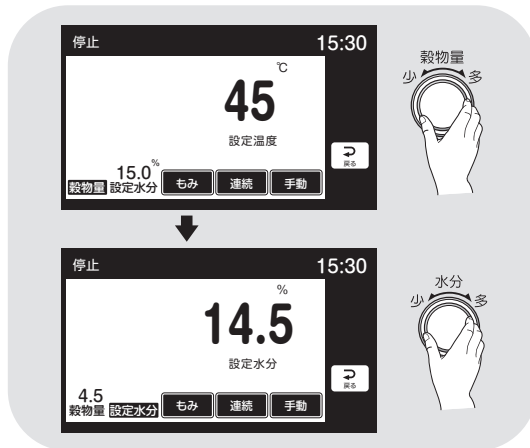 停止 15:30
穀物量
少 多
℃
45
設定温度
戻る
15.0%
穀物量 設定水分 もみ 連続 手動
停止 15:30
水分
少 多
%
14.5
設定水分
戻る
4.5
穀物量 設定水分 もみ 連続 手動